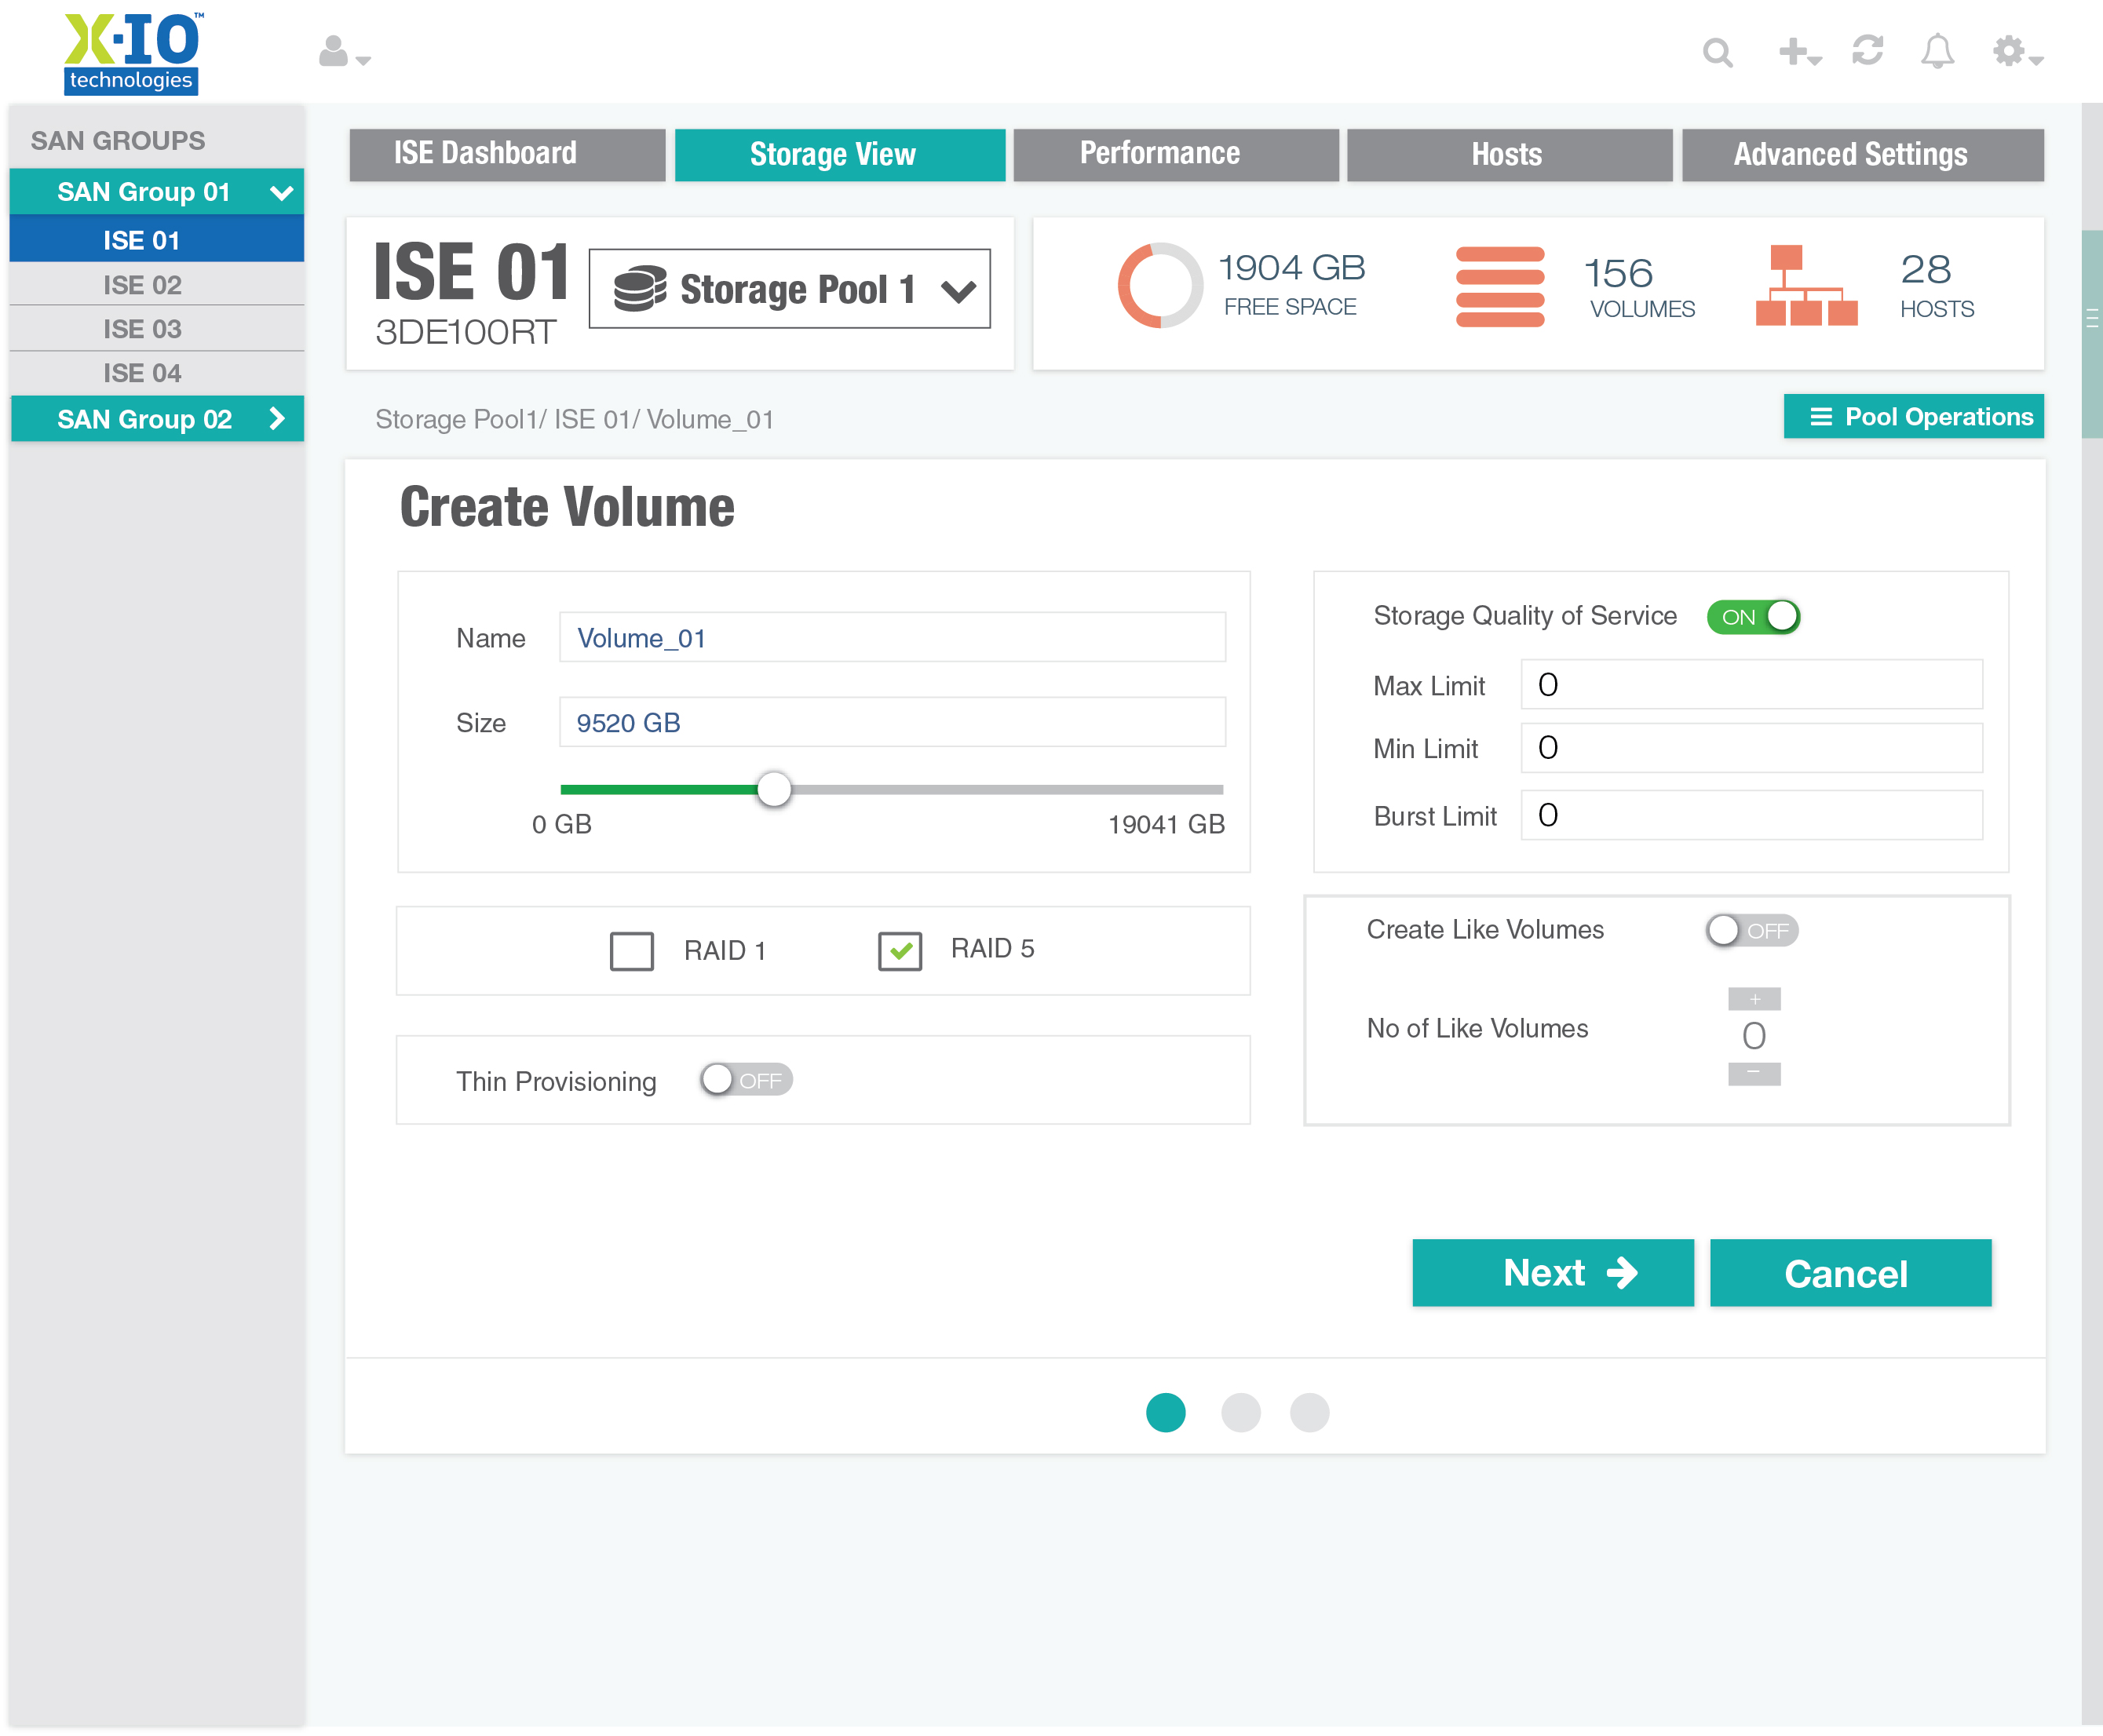 X-IO™
technologies
SAN GROUPS
SAN Group 01
ISE 01
ISE 02
ISE 03
ISE 04
SAN Group 02
ISE Dashboard
Storage View
Performance
Hosts
Advanced Settings
ISE 01
3DE100RT
Storage Pool 1
1904 GB
FREE SPACE
156
VOLUMES
28
HOSTS
Storage Pool1/ ISE 01/ Volume_01
Pool Operations
Create Volume
Name
Volume_01
Size
9520 GB
0 GB
19041 GB
RAID 1
RAID 5
Thin Provisioning
OFF
Storage Quality of Service
ON
Max Limit
0
Min Limit
0
Burst Limit
0
Create Like Volumes
OFF
No of Like Volumes
+
0
−
Next
Cancel